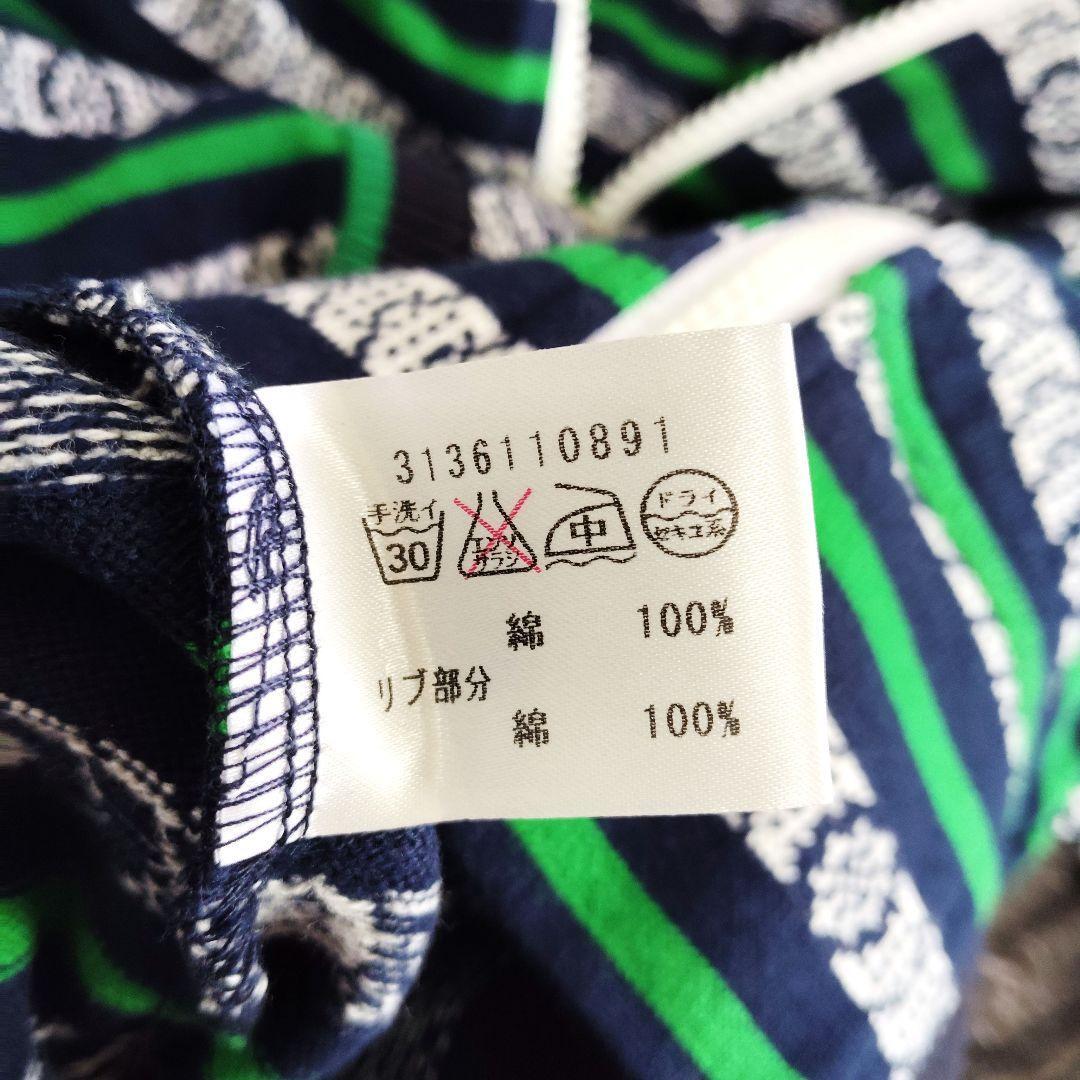 3136110891
手洗イ 30 エンソ サラシ 中 ドライ セキユ系
綿 100%
リブ部分
綿 100%